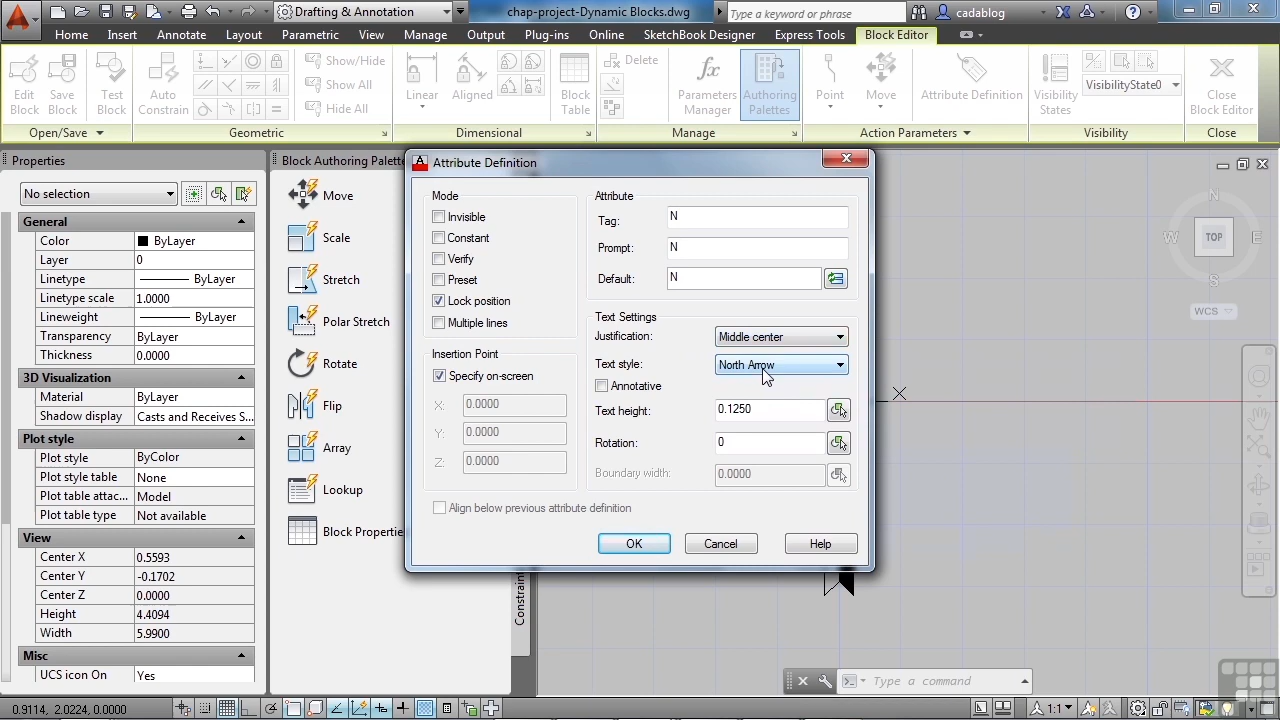 Drafting & Annotation
chap-project-Dynamic Blocks.dwg
Type a keyword or phrase
cadablog
Home Insert Annotate Layout Parametric View Manage Output Plug-ins Online SketchBook Designer Express Tools Block Editor
Edit Block
Save Block
Test Block
Auto Constrain
Show/Hide
Show All
Hide All
Linear
Aligned
Block Table
Delete
Parameters Manager
Authoring Palettes
Point
Move
Attribute Definition
Visibility States
VisibilityState0
Close Block Editor
Open/Save Geometric Dimensional Manage Action Parameters Visibility Close
Properties
No selection
General
Color ByLayer
Layer 0
Linetype ByLayer
Linetype scale 1.0000
Lineweight ByLayer
Transparency ByLayer
Thickness 0.0000
3D Visualization
Material ByLayer
Shadow display Casts and Receives S...
Plot style
Plot style ByColor
Plot style table None
Plot table attac... Model
Plot table type Not available
View
Center X 0.5593
Center Y -0.1702
Center Z 0.0000
Height 4.4094
Width 5.9900
Misc
UCS icon On Yes
Block Authoring Palette
Move
Scale
Stretch
Polar Stretch
Rotate
Flip
Array
Lookup
Block Propertie
Constraint
Attribute Definition
Mode
Invisible
Constant
Verify
Preset
Lock position
Multiple lines
Insertion Point
Specify on-screen
X: 0.0000
Y: 0.0000
Z: 0.0000
Align below previous attribute definition
Attribute
Tag: N
Prompt: N
Default: N
Text Settings
Justification: Middle center
Text style: North Arrow
Annotative
Text height: 0.1250
Rotation: 0
Boundary width: 0.0000
OK Cancel Help
N
W TOP E
S
WCS
Type a command
0.9114, 2.0224, 0.0000
1:1